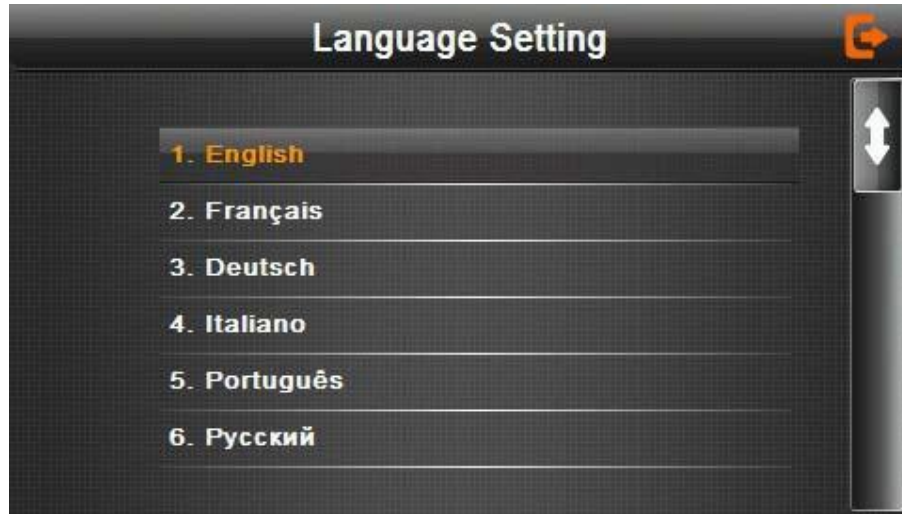 Language Setting
1. English
2. Français
3. Deutsch
4. Italiano
5. Português
6. Русский